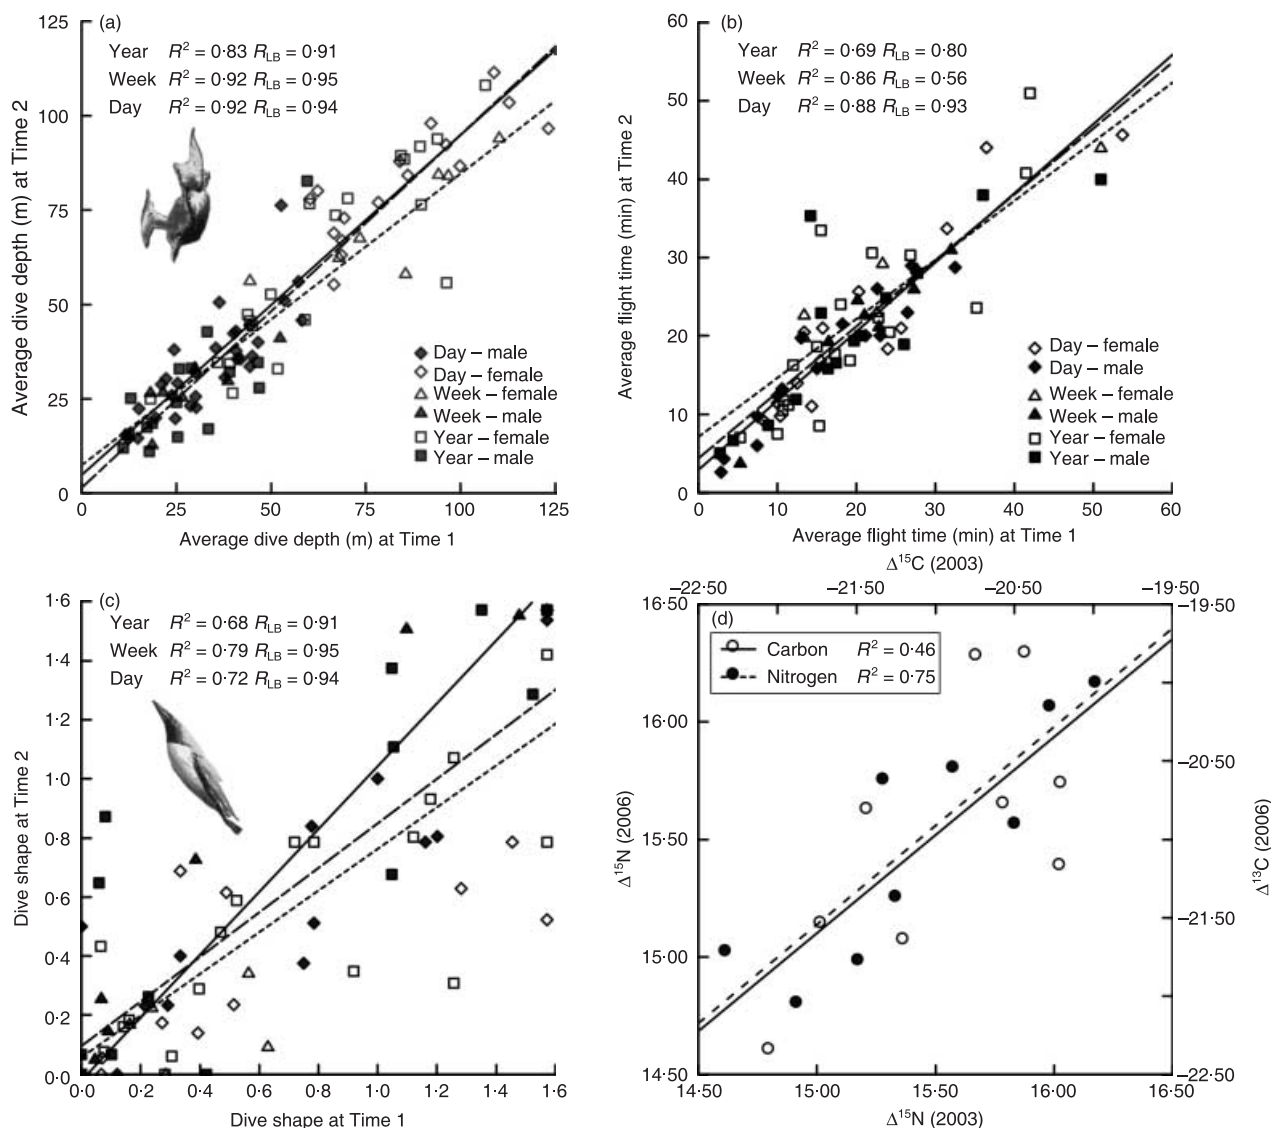 (a)
Year R² = 0·83 R_LB = 0·91
Week R² = 0·92 R_LB = 0·95
Day R² = 0·92 R_LB = 0·94
Average dive depth (m) at Time 2
125
100
75
50
25
0
Day – male
Day – female
Week – female
Week – male
Year – female
Year – male
0 25 50 75 100 125
Average dive depth (m) at Time 1
(b)
Year R² = 0·69 R_LB = 0·80
Week R² = 0·86 R_LB = 0·56
Day R² = 0·88 R_LB = 0·93
Average flight time (min) at Time 2
60
50
40
30
20
10
0
Day – female
Day – male
Week – female
Week – male
Year – female
Year – male
0 10 20 30 40 50 60
Average flight time (min) at Time 1
(c)
Year R² = 0·68 R_LB = 0·91
Week R² = 0·79 R_LB = 0·95
Day R² = 0·72 R_LB = 0·94
Dive shape at Time 2
1·6
1·4
1·2
1·0
0·8
0·6
0·4
0·2
0·0
0·0 0·2 0·4 0·6 0·8 1·0 1·2 1·4 1·6
Dive shape at Time 1
Δ¹⁵C (2003)
–22·50 –21·50 –20·50 –19·50
(d)
Carbon R² = 0·46
Nitrogen R² = 0·75
Δ¹⁵N (2006)
16·50
16·00
15·50
15·00
14·50
–19·50
–20·50
–21·50
–22·50
Δ¹³C (2006)
14·50 15·00 15·50 16·00 16·50
Δ¹⁵N (2003)